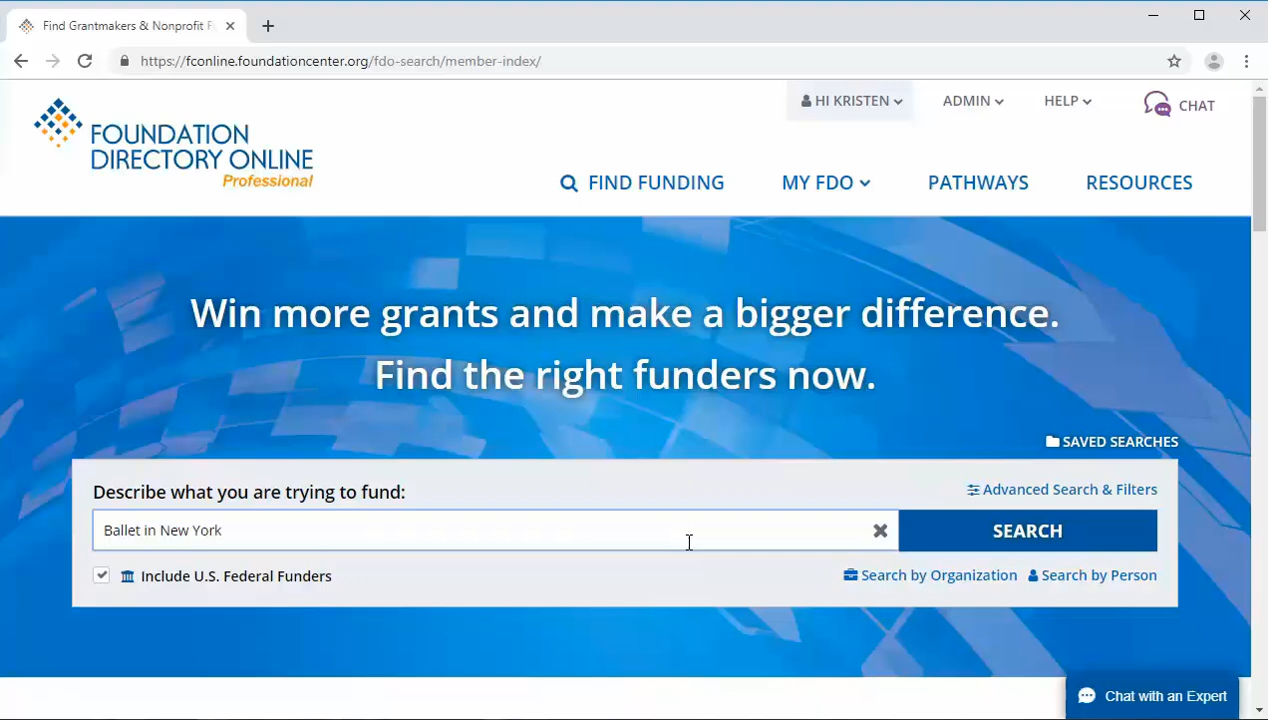 Find Grantmakers & Nonprofit F
https://fconline.foundationcenter.org/fdo-search/member-index/
HI KRISTEN
ADMIN
HELP
CHAT
FOUNDATION
DIRECTORY ONLINE
Professional
FIND FUNDING
MY FDO
PATHWAYS
RESOURCES
Win more grants and make a bigger difference.
Find the right funders now.
SAVED SEARCHES
Describe what you are trying to fund:
Advanced Search & Filters
Ballet in New York
SEARCH
Include U.S. Federal Funders
Search by Organization
Search by Person
Chat with an Expert